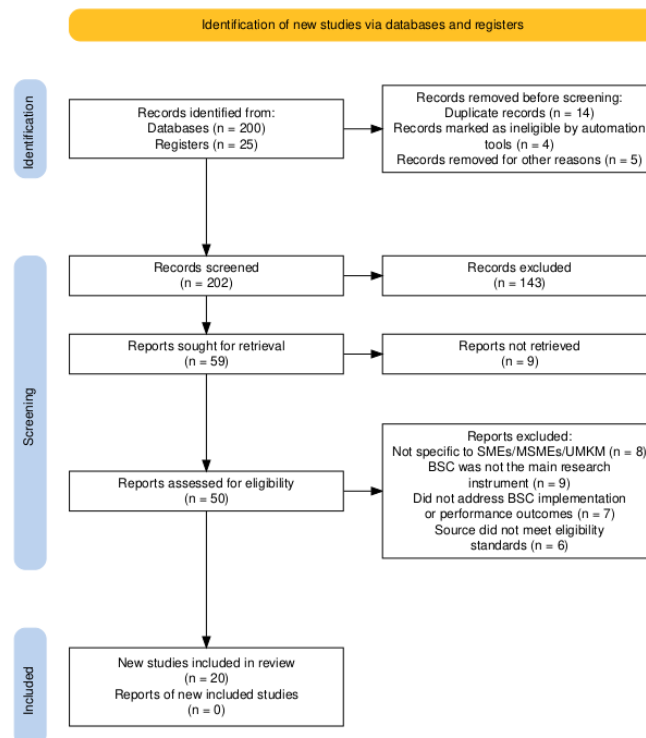 Identification of new studies via databases and registers
Identification
Records identified from:
Databases (n = 200)
Registers (n = 25)
Records removed before screening:
Duplicate records (n = 14)
Records marked as ineligible by automation
tools (n = 4)
Records removed for other reasons (n = 5)
Screening
Records screened
(n = 202)
Records excluded
(n = 143)
Reports sought for retrieval
(n = 59)
Reports not retrieved
(n = 9)
Reports assessed for eligibility
(n = 50)
Reports excluded:
Not specific to SMEs/MSMEs/UMKM (n = 8)
BSC was not the main research
instrument (n = 9)
Did not address BSC implementation
or performance outcomes (n = 7)
Source did not meet eligibility
standards (n = 6)
Included
New studies included in review
(n = 20)
Reports of new included studies
(n = 0)